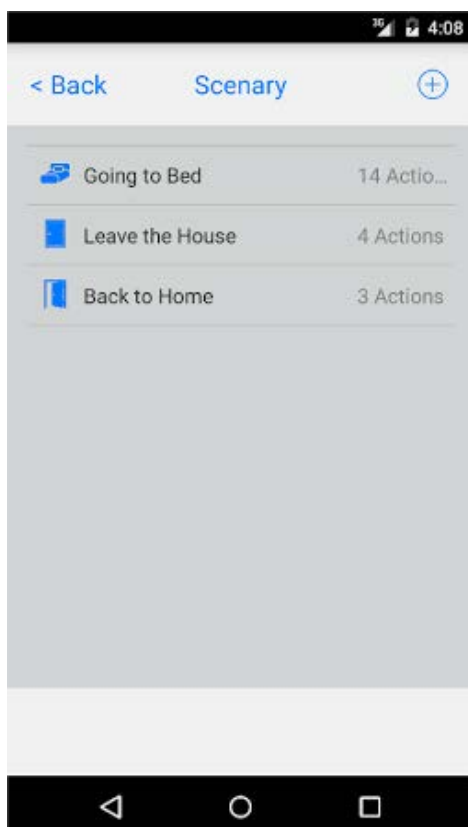 3G 4:08
< Back Scenary
Going to Bed 14 Actio...
Leave the House 4 Actions
Back to Home 3 Actions